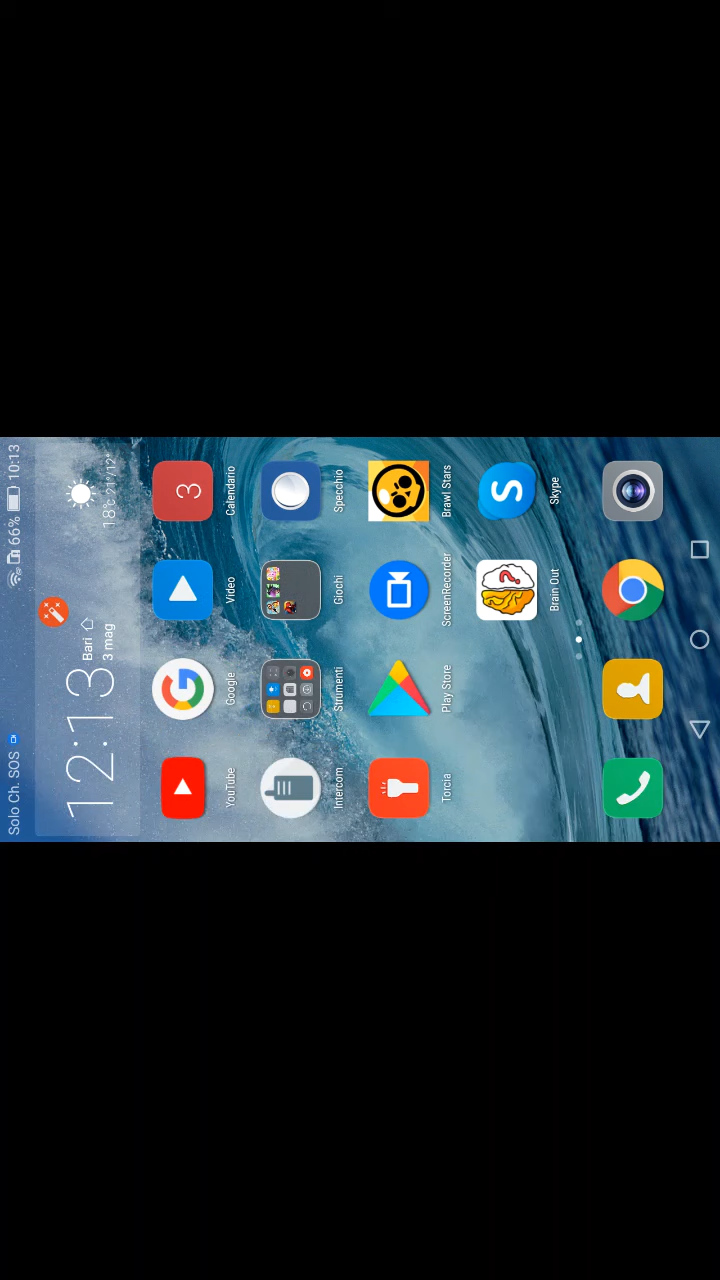 Solo Ch. SOS 66% 10:13
12:13
Bari
3 mag
18°C 21°/12°
3
YouTube Google Video Calendario
Intercom Strumenti Giochi Specchio
Torcia Play Store ScreenRecorder Brawl Stars
Brain Out Skype